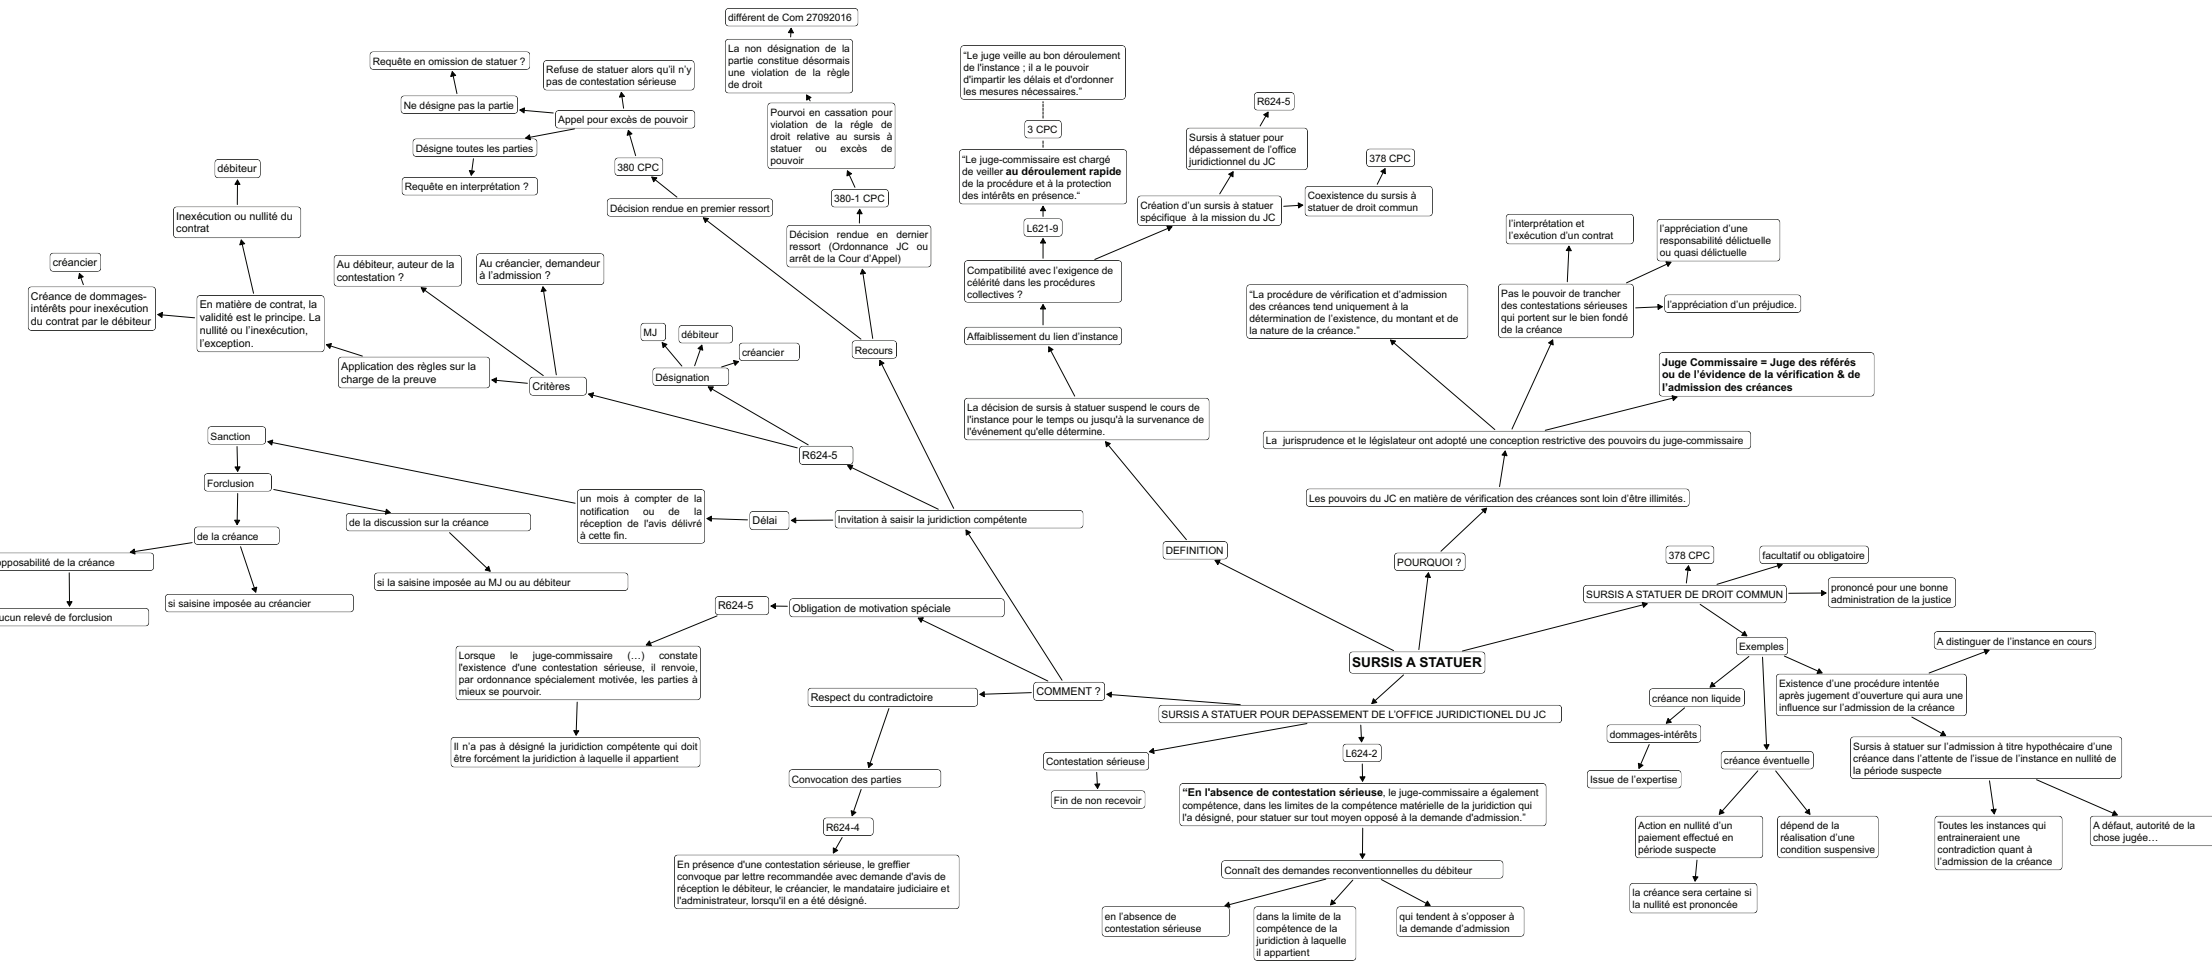 différent de Com 27092016
La non désignation de la
partie constitue désormais
une violation de la règle
de droit
Pourvoi en cassation pour
violation de la régle de
droit relative au sursis à
statuer ou excès de
pouvoir
380-1 CPC
Décision rendue en dernier
ressort (Ordonnance JC ou
arrêt de la Cour d'Appel)
Requête en omission de statuer ?
Refuse de statuer alors qu'il n'y
pas de contestation sérieuse
Ne désigne pas la partie
Appel pour excès de pouvoir
Désigne toutes les parties
Requête en interprétation ?
380 CPC
Décision rendue en premier ressort
Recours
débiteur
Inexécution ou nullité du
contrat
créancier
Créance de dommages-
intérêts pour inexécution
du contrat par le débiteur
En matière de contrat, la
validité est le principe. La
nullité ou l'inexécution,
l'exception.
Au débiteur, auteur de la
contestation ?
Au créancier, demandeur
à l'admission ?
Application des règles sur la
charge de la preuve
Critères
MJ
débiteur
créancier
Désignation
R624-5
Sanction
Forclusion
de la discussion sur la créance
de la créance
si la saisine imposée au MJ ou au débiteur
si saisine imposée au créancier
pposabilité de la créance
ucun relevé de forclusion
un mois à compter de la
notification ou de la
réception de l'avis délivré
à cette fin.
Délai
Invitation à saisir la juridiction compétente
“Le juge veille au bon déroulement
de l'instance ; il a le pouvoir
d'impartir les délais et d'ordonner
les mesures nécessaires.”
3 CPC
“Le juge-commissaire est chargé
de veiller au déroulement rapide
de la procédure et à la protection
des intérêts en présence.“
L621-9
Compatibilité avec l'exigence de
célérité dans les procédures
collectives ?
Affaiblissement du lien d'instance
La décision de sursis à statuer suspend le cours de
l'instance pour le temps ou jusqu'à la survenance de
l'événement qu'elle détermine.
DEFINITION
R624-5
Sursis à statuer pour
dépassement de l'office
juridictionnel du JC
378 CPC
Création d'un sursis à statuer
spécifique à la mission du JC
Coexistence du sursis à
statuer de droit commun
l'interprétation et
l'exécution d'un contrat
l'appréciation d'une
responsabilité délictuelle
ou quasi délictuelle
“La procédure de vérification et d'admission
des créances tend uniquement à la
détermination de l'existence, du montant et de
la nature de la créance.”
Pas le pouvoir de trancher
des contestations sérieuses
qui portent sur le bien fondé
de la créance
l'appréciation d'un préjudice.
Juge Commissaire = Juge des référés
ou de l'évidence de la vérification & de
l'admission des créances
La jurisprudence et le législateur ont adopté une conception restrictive des pouvoirs du juge-commissaire
Les pouvoirs du JC en matière de vérification des créances sont loin d'être illimités.
POURQUOI ?
378 CPC
facultatif ou obligatoire
SURSIS A STATUER DE DROIT COMMUN
prononcé pour une bonne
administration de la justice
Exemples
A distinguer de l'instance en cours
créance non liquide
Existence d'une procédure intentée
après jugement d'ouverture qui aura une
influence sur l'admission de la créance
dommages-intérêts
Issue de l'expertise
créance éventuelle
Sursis à statuer sur l'admission à titre hypothécaire d'une
créance dans l'attente de l'issue de l'instance en nullité de
la période suspecte
Action en nullité d'un
paiement effectué en
période suspecte
dépend de la
réalisation d'une
condition suspensive
Toutes les instances qui
entraineraient une
contradiction quant à
l'admission de la créance
A défaut, autorité de la
chose jugée…
la créance sera certaine si
la nullité est prononcée
SURSIS A STATUER
SURSIS A STATUER POUR DEPASSEMENT DE L'OFFICE JURIDICTIONEL DU JC
COMMENT ?
R624-5
Obligation de motivation spéciale
Lorsque le juge-commissaire (…) constate
l'existence d'une contestation sérieuse, il renvoie,
par ordonnance spécialement motivée, les parties à
mieux se pourvoir.
Il n'a pas à désigné la juridiction compétente qui doit
être forcément la juridiction à laquelle il appartient
Respect du contradictoire
Convocation des parties
R624-4
En présence d'une contestation sérieuse, le greffier
convoque par lettre recommandée avec demande d'avis de
réception le débiteur, le créancier, le mandataire judiciaire et
l'administrateur, lorsqu'il en a été désigné.
Contestation sérieuse
Fin de non recevoir
L624-2
“En l'absence de contestation sérieuse, le juge-commissaire a également
compétence, dans les limites de la compétence matérielle de la juridiction qui
l'a désigné, pour statuer sur tout moyen opposé à la demande d'admission.”
Connaît des demandes reconventionnelles du débiteur
en l'absence de
contestation sérieuse
dans la limite de la
compétence de la
juridiction à laquelle
il appartient
qui tendent à s'opposer à
la demande d'admission